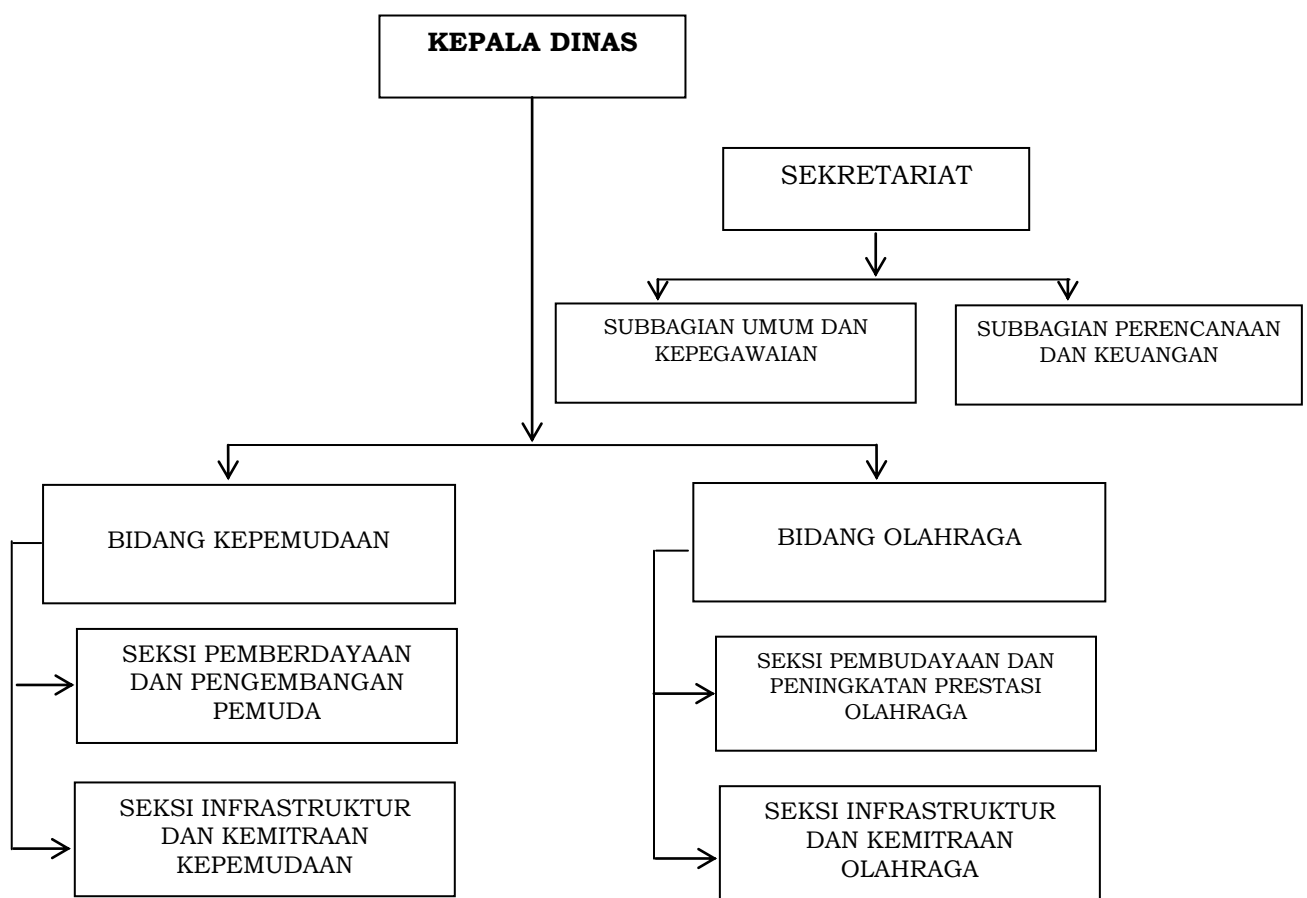 KEPALA DINAS
SEKRETARIAT
SUBBAGIAN UMUM DAN
KEPEGAWAIAN
SUBBAGIAN PERENCANAAN
DAN KEUANGAN
BIDANG KEPEMUDAAN
BIDANG OLAHRAGA
SEKSI PEMBERDAYAAN
DAN PENGEMBANGAN
PEMUDA
SEKSI PEMBUDAYAAN DAN
PENINGKATAN PRESTASI
OLAHRAGA
SEKSI INFRASTRUKTUR
DAN KEMITRAAN
KEPEMUDAAN
SEKSI INFRASTRUKTUR
DAN KEMITRAAN
OLAHRAGA